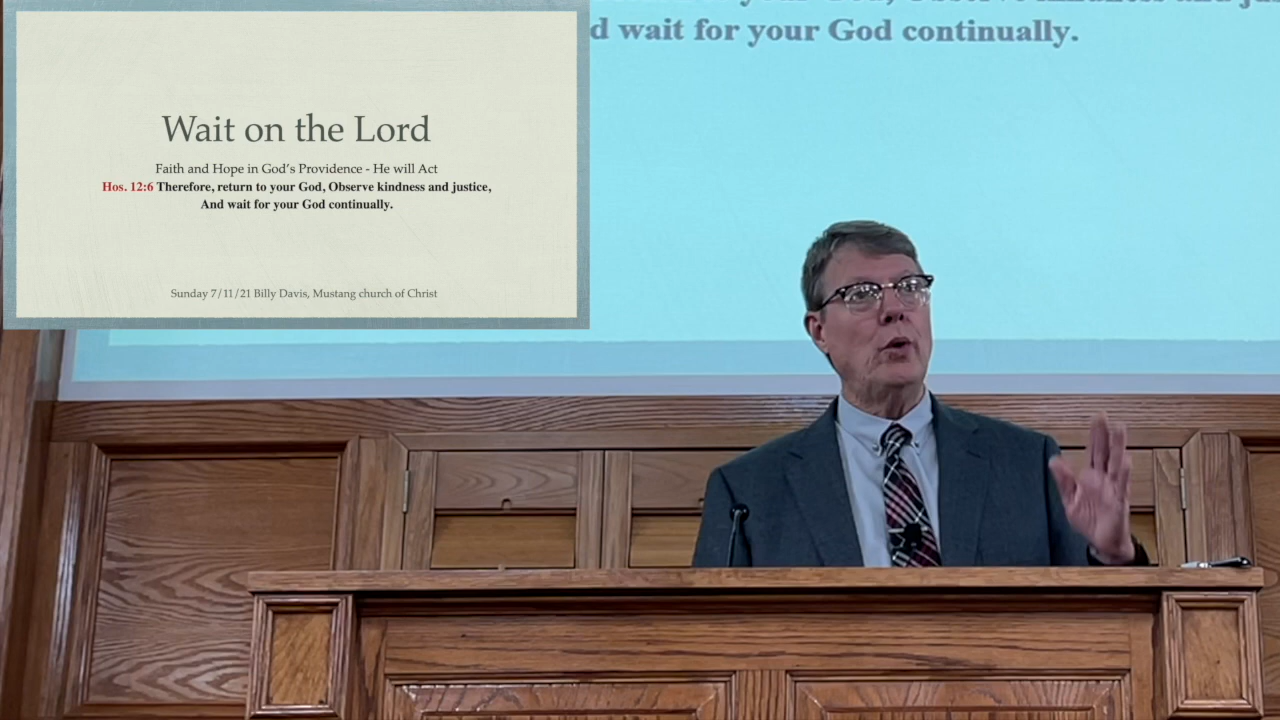 Wait on the Lord
Faith and Hope in God's Providence - He will Act
Hos. 12:6 Therefore, return to your God, Observe kindness and justice,
And wait for your God continually.
Sunday 7/11/21 Billy Davis, Mustang church of Christ
d wait for your God continually.